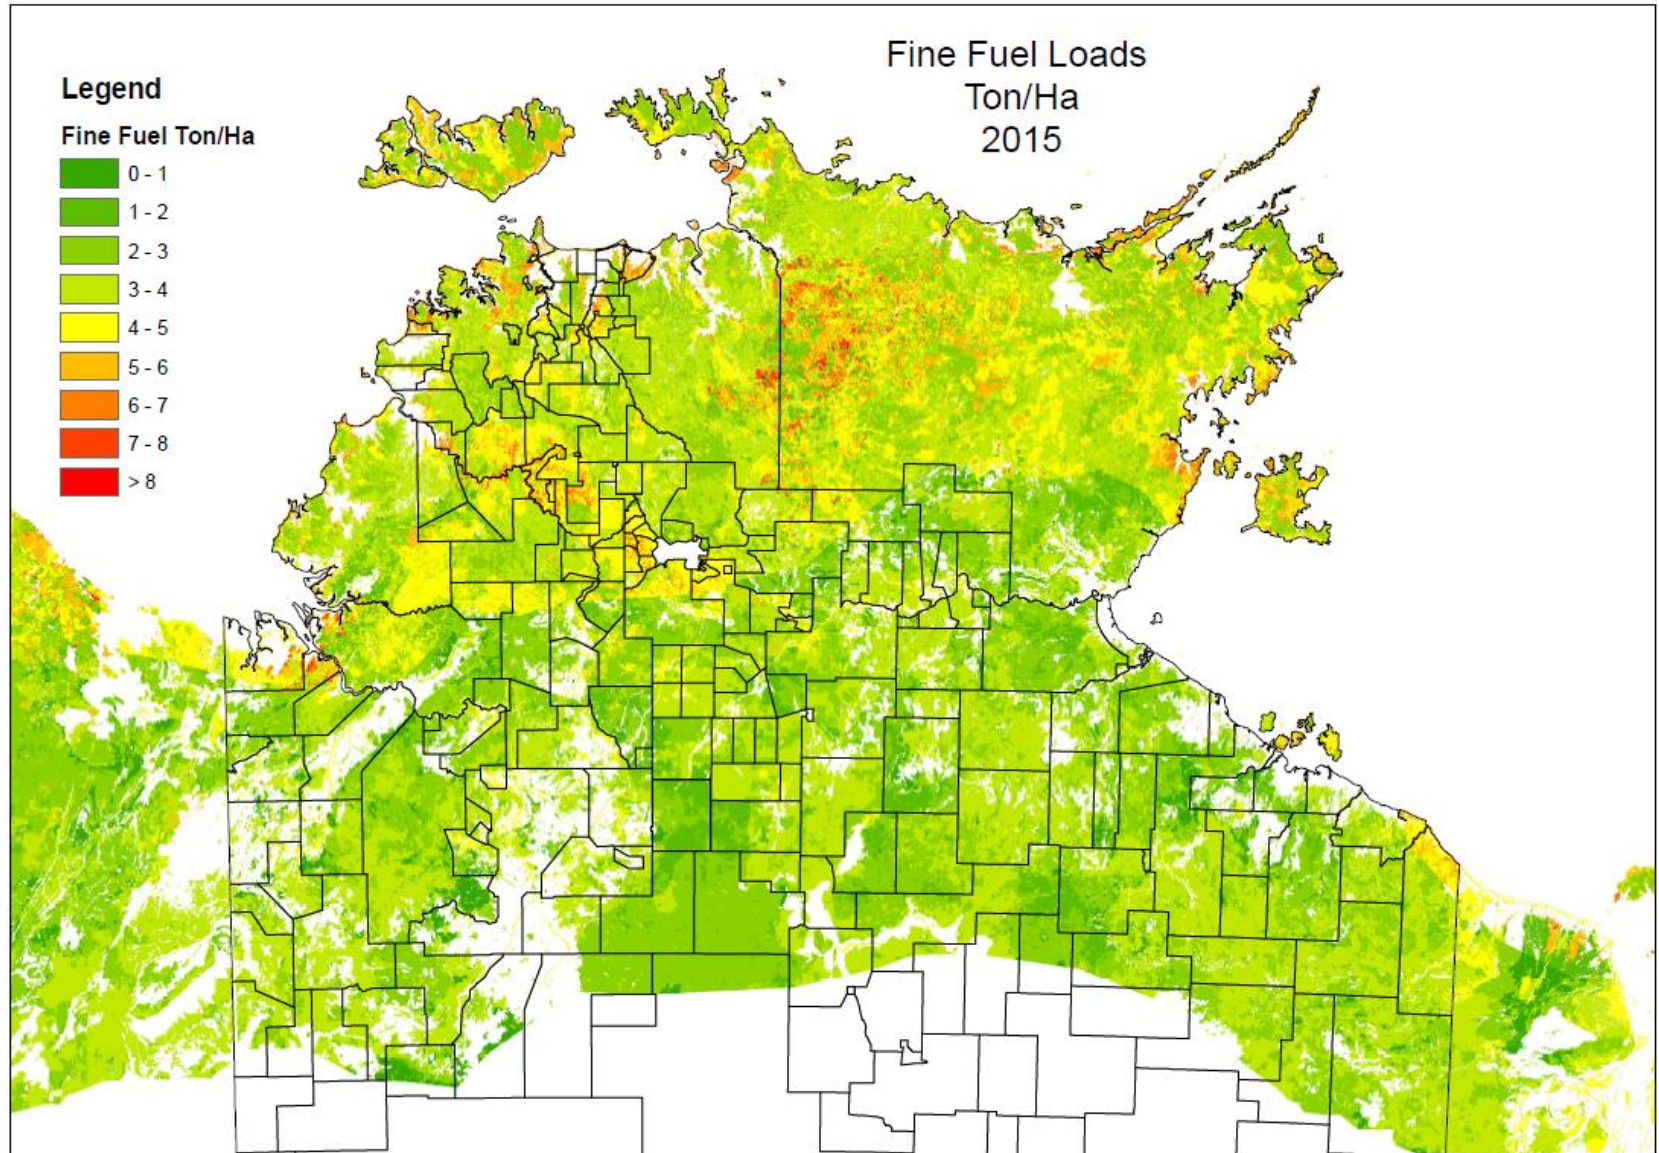 Fine Fuel Loads
Ton/Ha
2015
Legend
Fine Fuel Ton/Ha
0 - 1
1 - 2
2 - 3
3 - 4
4 - 5
5 - 6
6 - 7
7 - 8
> 8